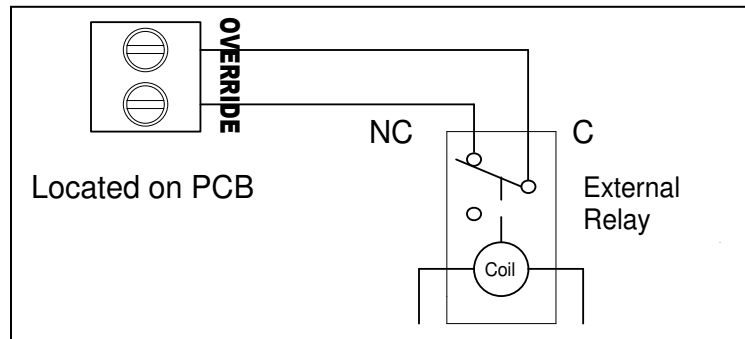 OVERRIDE
NC
C
Located on PCB
External
Relay
Coil